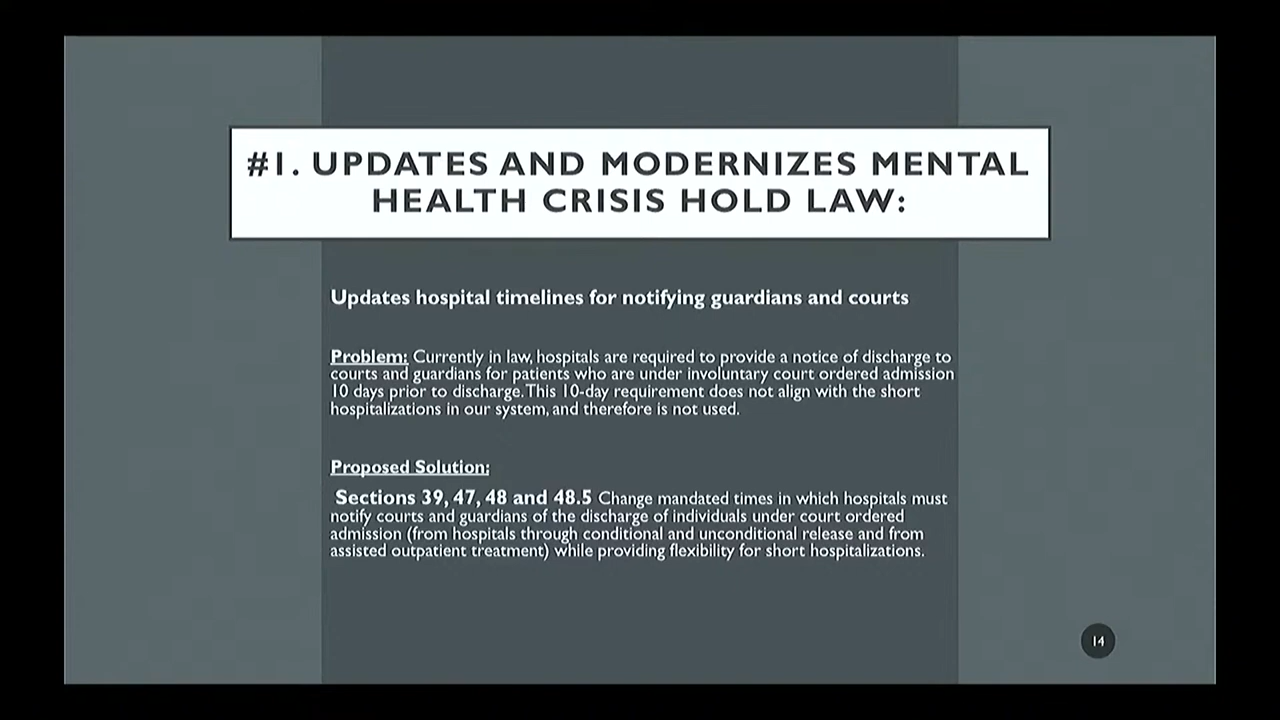 #1. UPDATES AND MODERNIZES MENTAL
HEALTH CRISIS HOLD LAW:
Updates hospital timelines for notifying guardians and courts
Problem: Currently in law, hospitals are required to provide a notice of discharge to
courts and guardians for patients who are under involuntary court ordered admission
10 days prior to discharge. This 10-day requirement does not align with the short
hospitalizations in our system, and therefore is not used.
Proposed Solution:
Sections 39, 47, 48 and 48.5 Change mandated times in which hospitals must
notify courts and guardians of the discharge of individuals under court ordered
admission (from hospitals through conditional and unconditional release and from
assisted outpatient treatment) while providing flexibility for short hospitalizations.
14